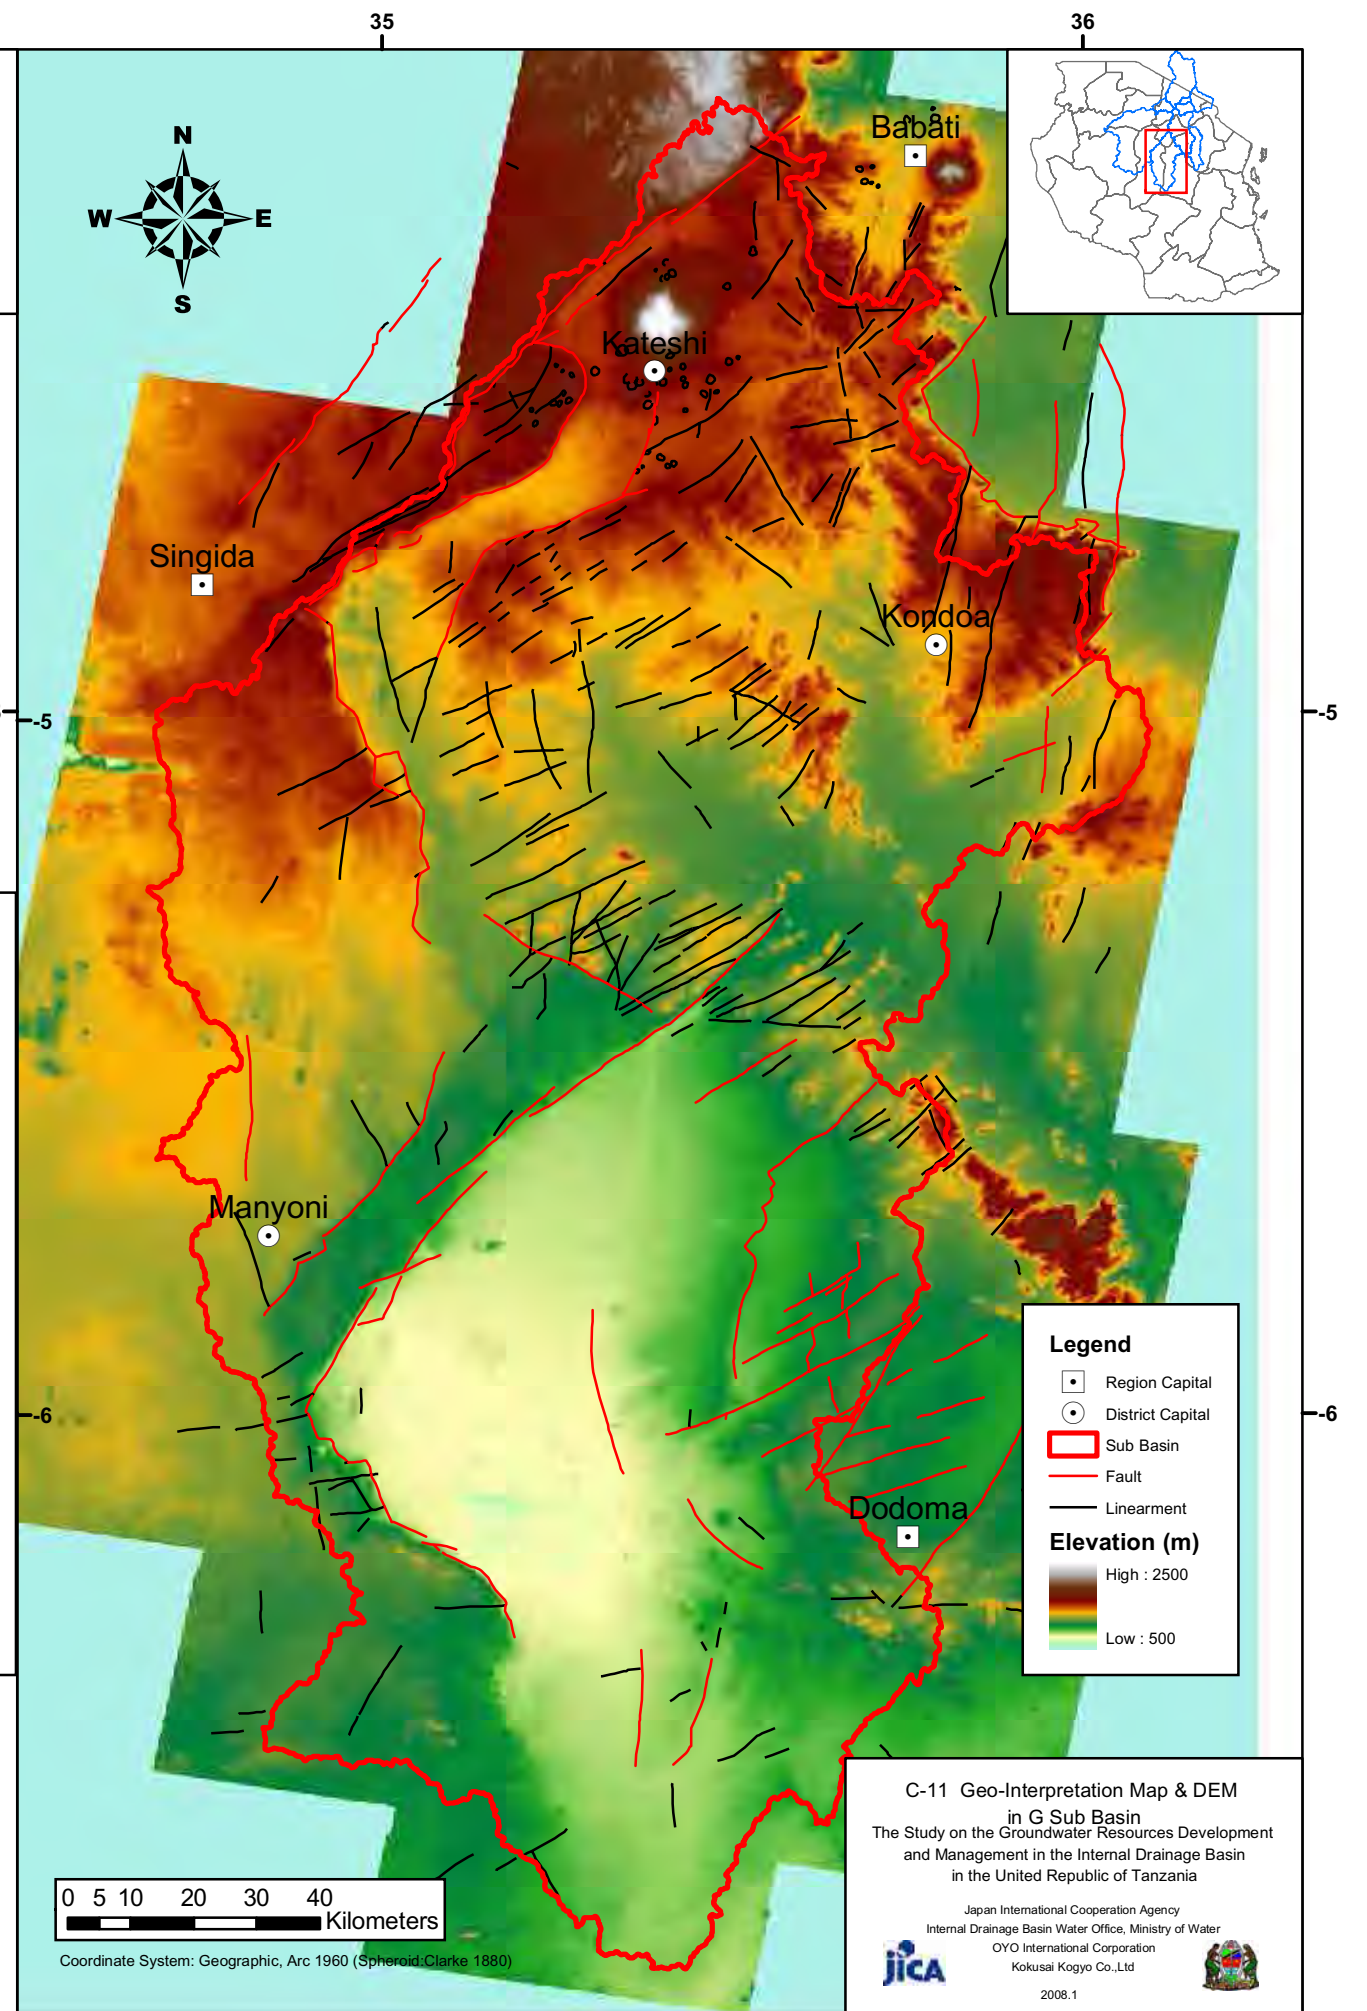 35
36
N
W
E
S
Babati
Kateshi
Singida
Kondoa
-5
-5
Manyoni
-6
-6
Dodoma
Legend
Region Capital
District Capital
Sub Basin
Fault
Linearment
Elevation (m)
High : 2500
Low : 500
C-11 Geo-Interpretation Map & DEM
in G Sub Basin
The Study on the Groundwater Resources Development
and Management in the Internal Drainage Basin
in the United Republic of Tanzania
Japan International Cooperation Agency
Internal Drainage Basin Water Office, Ministry of Water
OYO International Corporation
Kokusai Kogyo Co.,Ltd
2008.1
JICA
0 5 10 20 30 40
Kilometers
Coordinate System: Geographic, Arc 1960 (Spheroid:Clarke 1880)